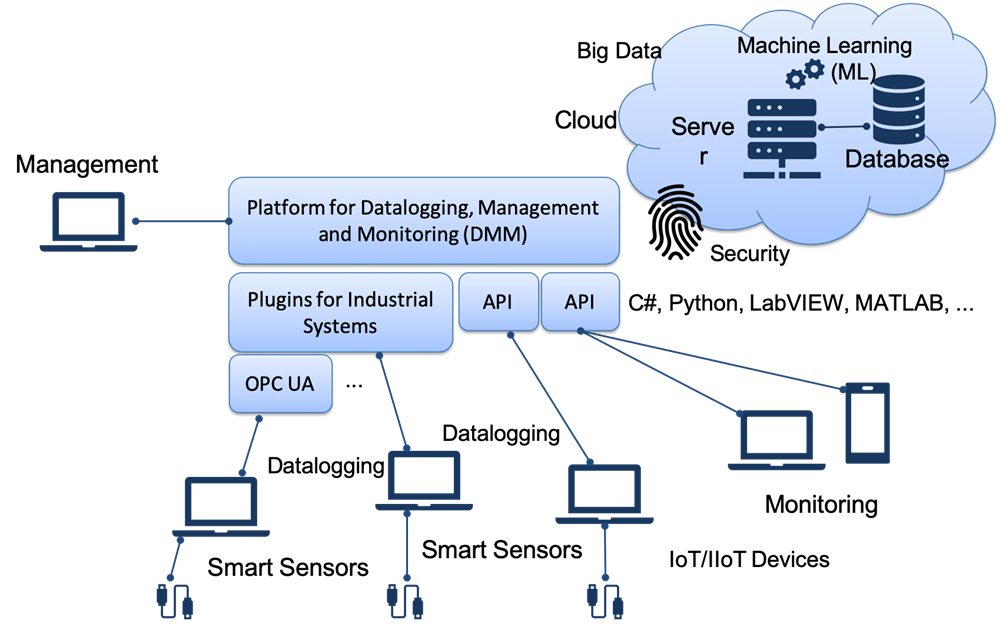 Big Data
Machine Learning
(ML)
Cloud
Serve
r
Database
Management
Platform for Datalogging, Management
and Monitoring (DMM)
Security
Plugins for Industrial
Systems
API
API
C#, Python, LabVIEW, MATLAB, ...
OPC UA
...
Datalogging
Datalogging
Monitoring
Smart Sensors
Smart Sensors
IoT/IIoT Devices